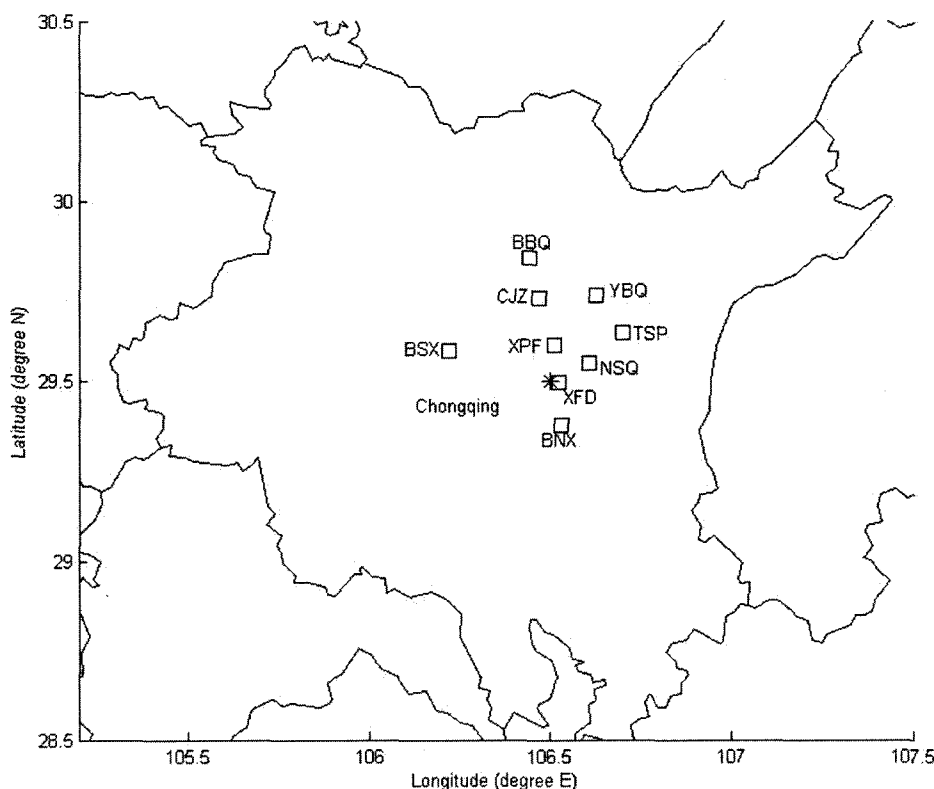 30.5
30
29.5
29
28.5
Latitude (degree N)
BBQ
CJZ
YBQ
TSP
BSX
XPF
NSQ
XFD
Chongqing
BNX
105.5
106
106.5
107
107.5
Longitude (degree E)